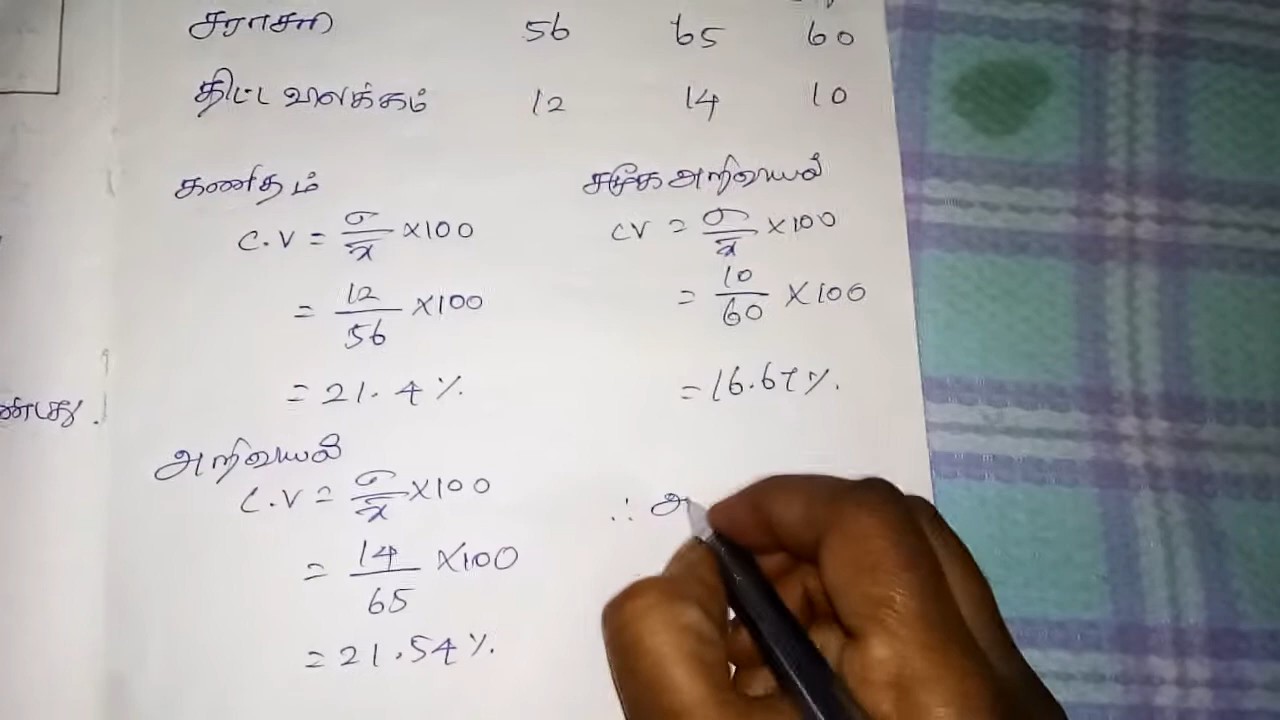 சராசரி 56 65 60
திட்ட விலக்கம் 12 14 10
கணிதம்
C.V = σ/x̄ ×100
= 12/56 ×100
= 21.4%
அறிவியல்
C.V = σ/x̄ ×100
= 14/65 ×100
= 21.54%
சமூக அறிவியல்
CV = σ/x̄ ×100
= 10/60 ×100
= 16.67%.
∴ அ